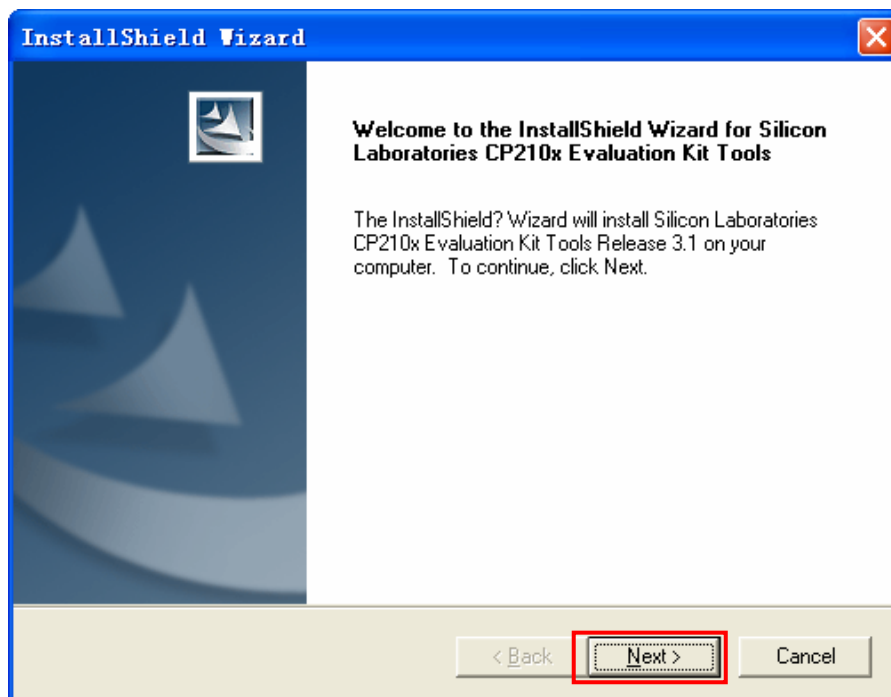 InstallShield Wizard
Welcome to the InstallShield Wizard for Silicon
Laboratories CP210x Evaluation Kit Tools
The InstallShield? Wizard will install Silicon Laboratories
CP210x Evaluation Kit Tools Release 3.1 on your
computer.  To continue, click Next.
< Back
Next >
Cancel